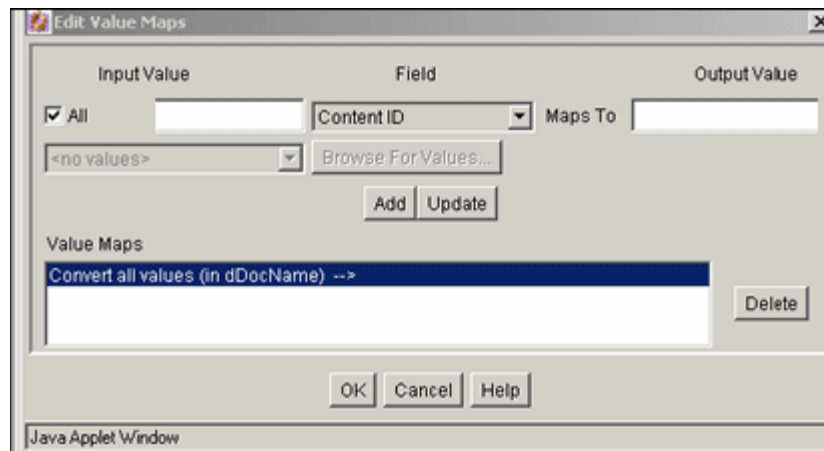 Edit Value Maps
Input Value Field Output Value
All Content ID Maps To
<no values> Browse For Values...
Add Update
Value Maps
Convert all values (in dDocName) -->
Delete
OK Cancel Help
Java Applet Window